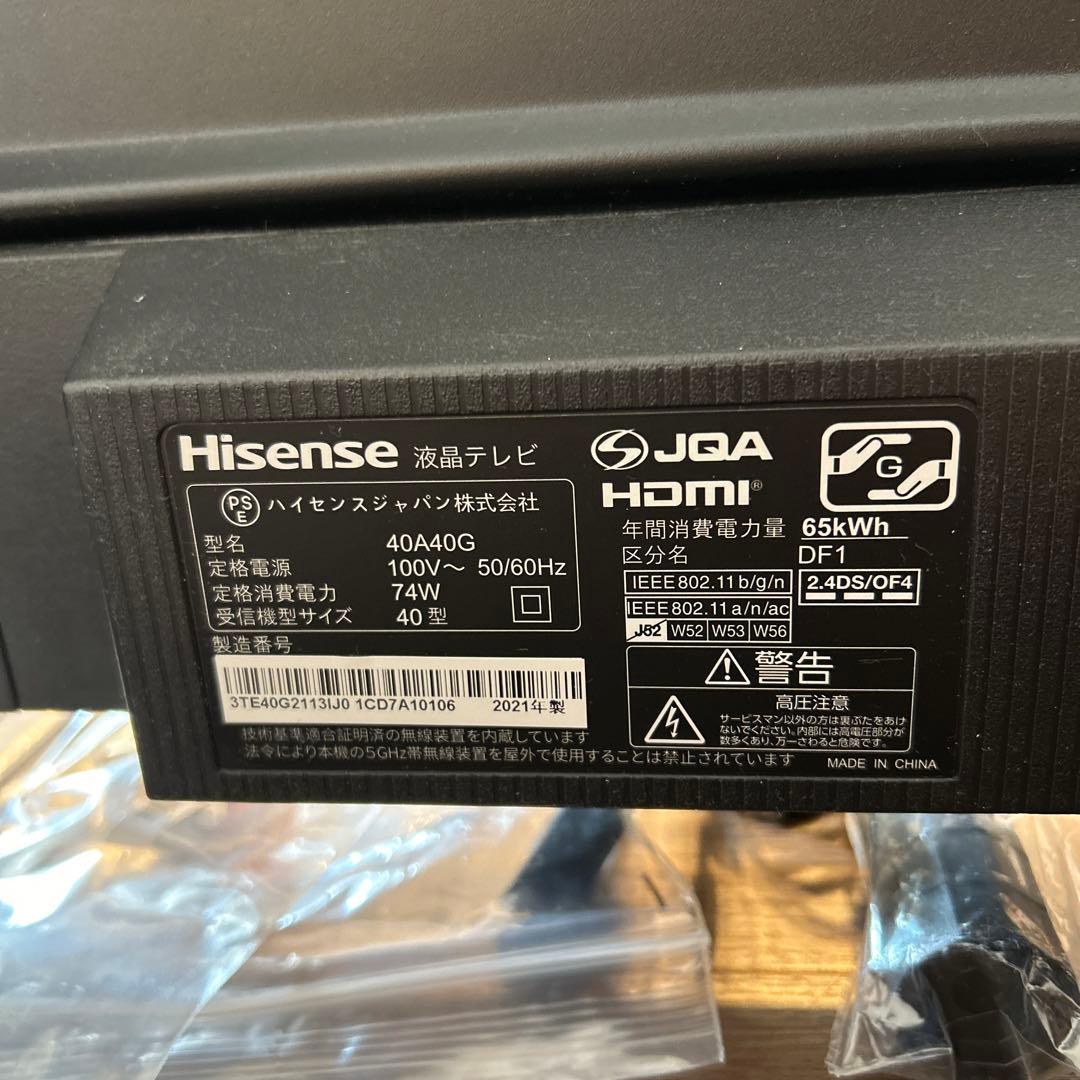 Hisense 液晶テレビ
PS E ハイセンスジャパン株式会社
型名 40A40G
定格電源 100V～ 50/60Hz
定格消費電力 74W
受信機型サイズ 40 型
製造番号
3TE40G2113IJ0 1CD7A10106 2021年製
技術基準適合証明済の無線装置を内蔵しています
法令により本機の5GHz帯無線装置を屋外で使用することは禁止されています
JQA
HDMI®
G
年間消費電力量 65kWh
区分名 DF1
IEEE802.11b/g/n
2.4DS/OF4
IEEE802.11a/n/ac
J52 W52 W53 W56
警告
高圧注意
サービスマン以外の方は裏ぶたをあけ
ないでください。内部には高電圧部分が
数多くあり、万一さわると危険です。
MADE IN CHINA